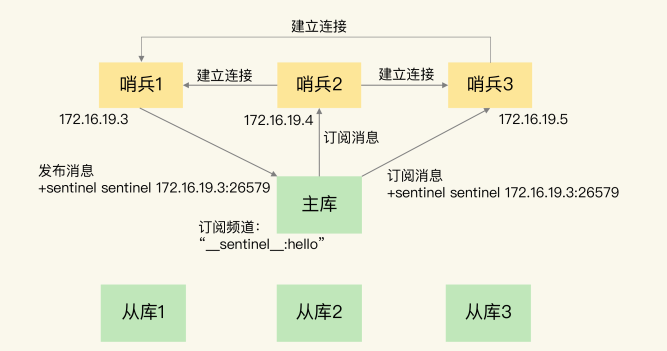 建立连接
哨兵1
建立连接
哨兵2
建立连接
哨兵3
172.16.19.3
172.16.19.4
172.16.19.5
订阅消息
发布消息
+sentinel sentinel 172.16.19.3:26579
订阅消息
+sentinel sentinel 172.16.19.3:26579
主库
订阅频道：
“__sentinel__:hello”
从库1
从库2
从库3